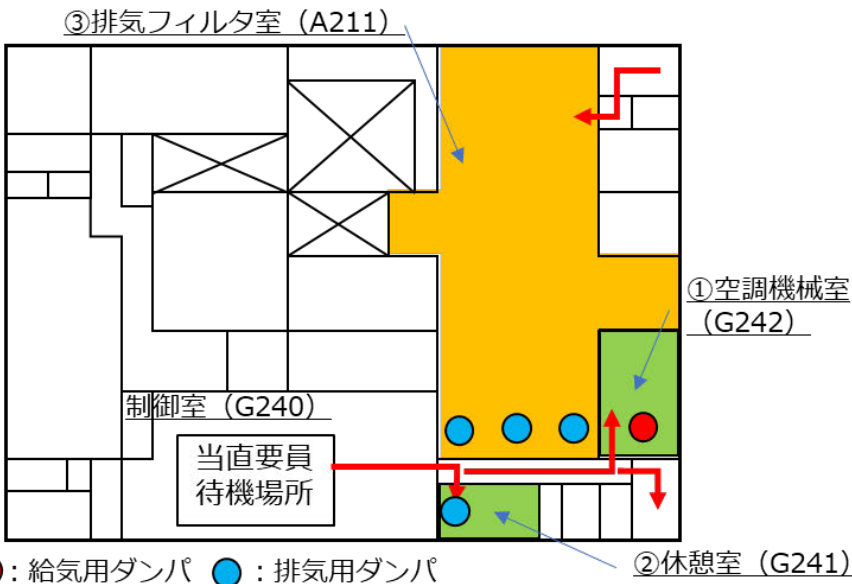 ③排気フィルタ室（A211）
①空調機械室
（G242）
制御室（G240）
当直要員
待機場所
：給気用ダンパ ：排気用ダンパ
②休憩室（G241）